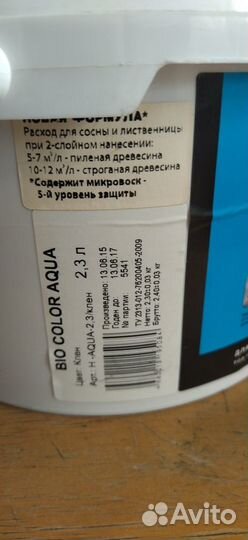 НОВАЯ ФОРМУЛА*
Расход для сосны и лиственницы
при 2-слойном нанесении:
5-7 м²/л - пиленая древесина
10-12 м²/л - строганая древесина
*Содержит микровоск -
5-й уровень защиты
BIO COLOR AQUA
2,3 л
Цвет: Клен
Арт.: Н -AQUA-2,3/клен
Произведено: 13.08.15
Годен до: 13.08.17
№ партии: 5541
ТУ 2313-012-76200405-2009
Нетто: 2,30±0,03 кг
Брутто: 2,40±0,03 кг
Avito